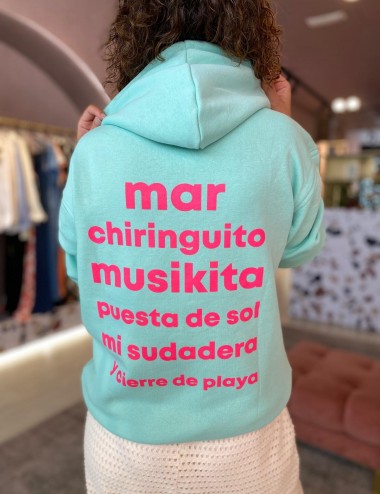 mar
chiringuito
musikita
puesta de sol
mi sudadera
y cierre de playa